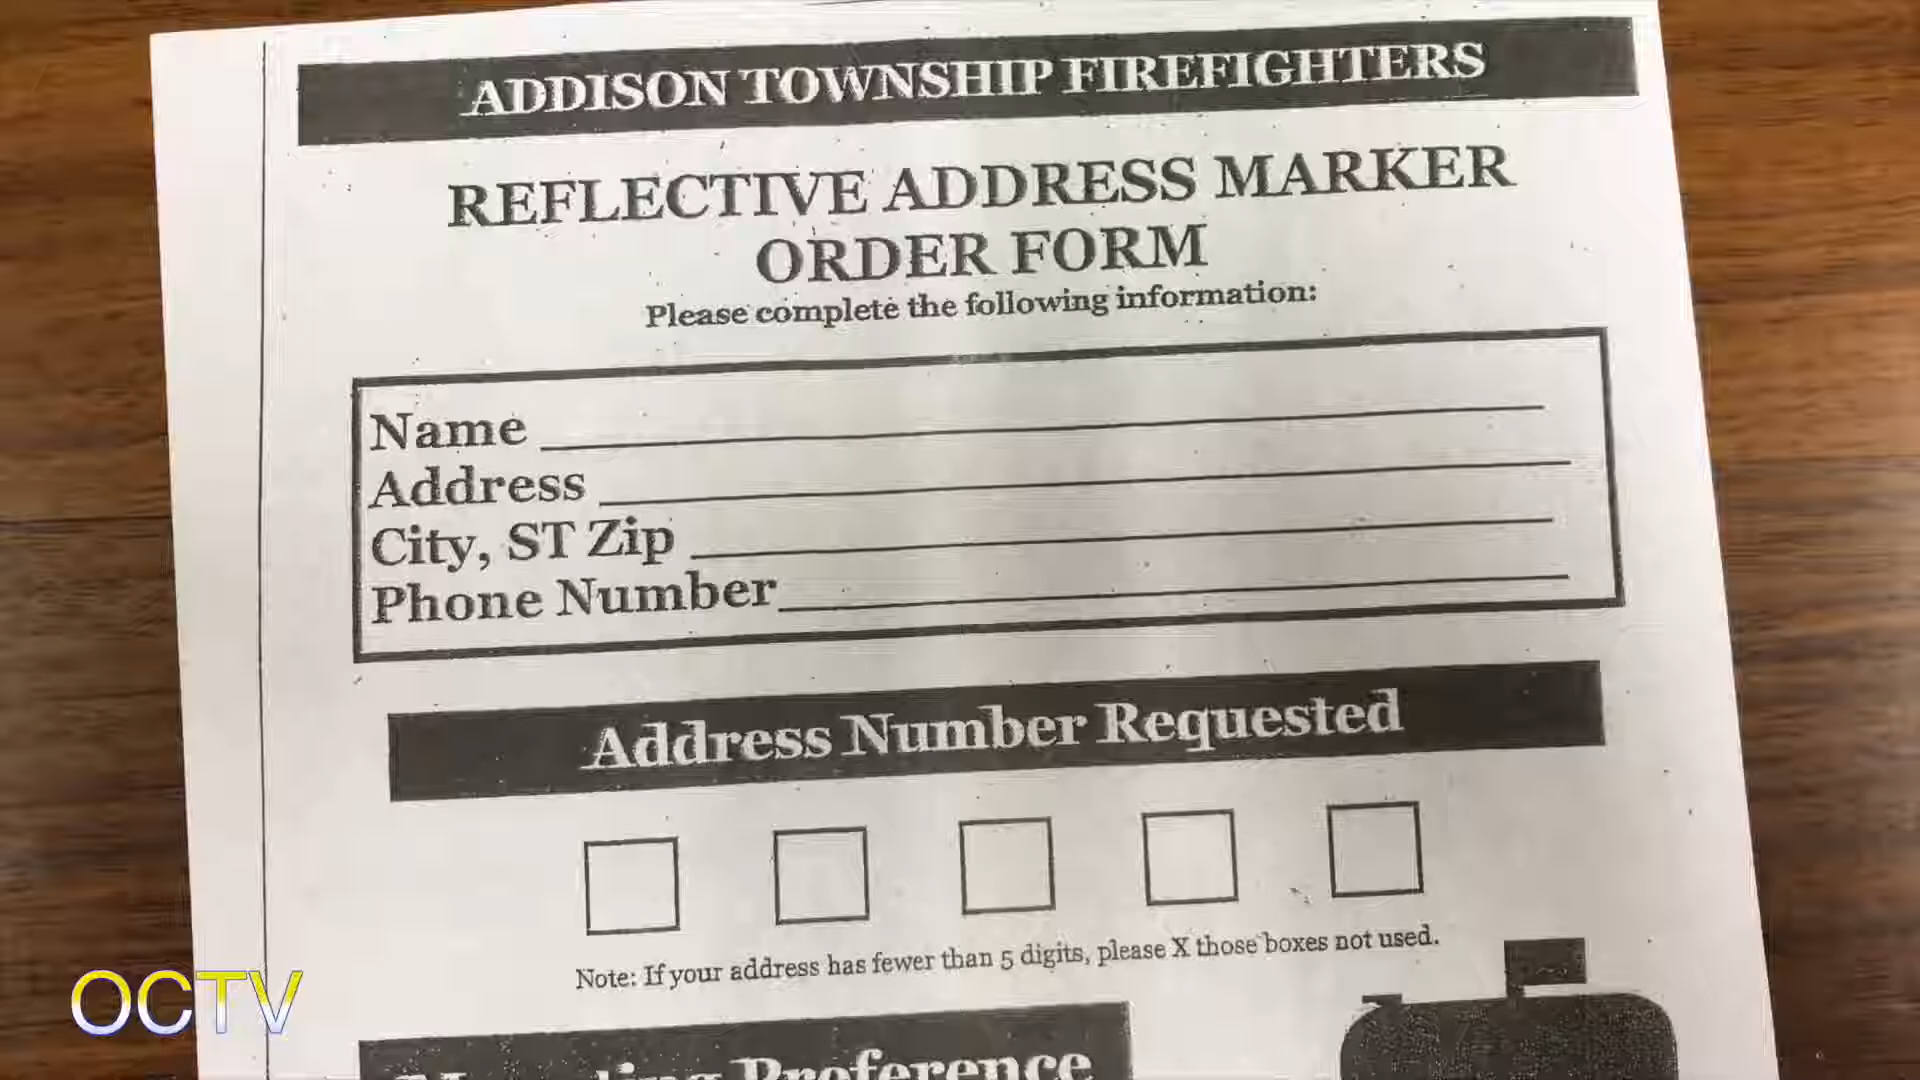 ADDISON TOWNSHIP FIREFIGHTERS
REFLECTIVE ADDRESS MARKER
ORDER FORM
Please complete the following information:
Name
Address
City, ST Zip
Phone Number
Address Number Requested
Note: If your address has fewer than 5 digits, please X those boxes not used.
Preference
OCTV